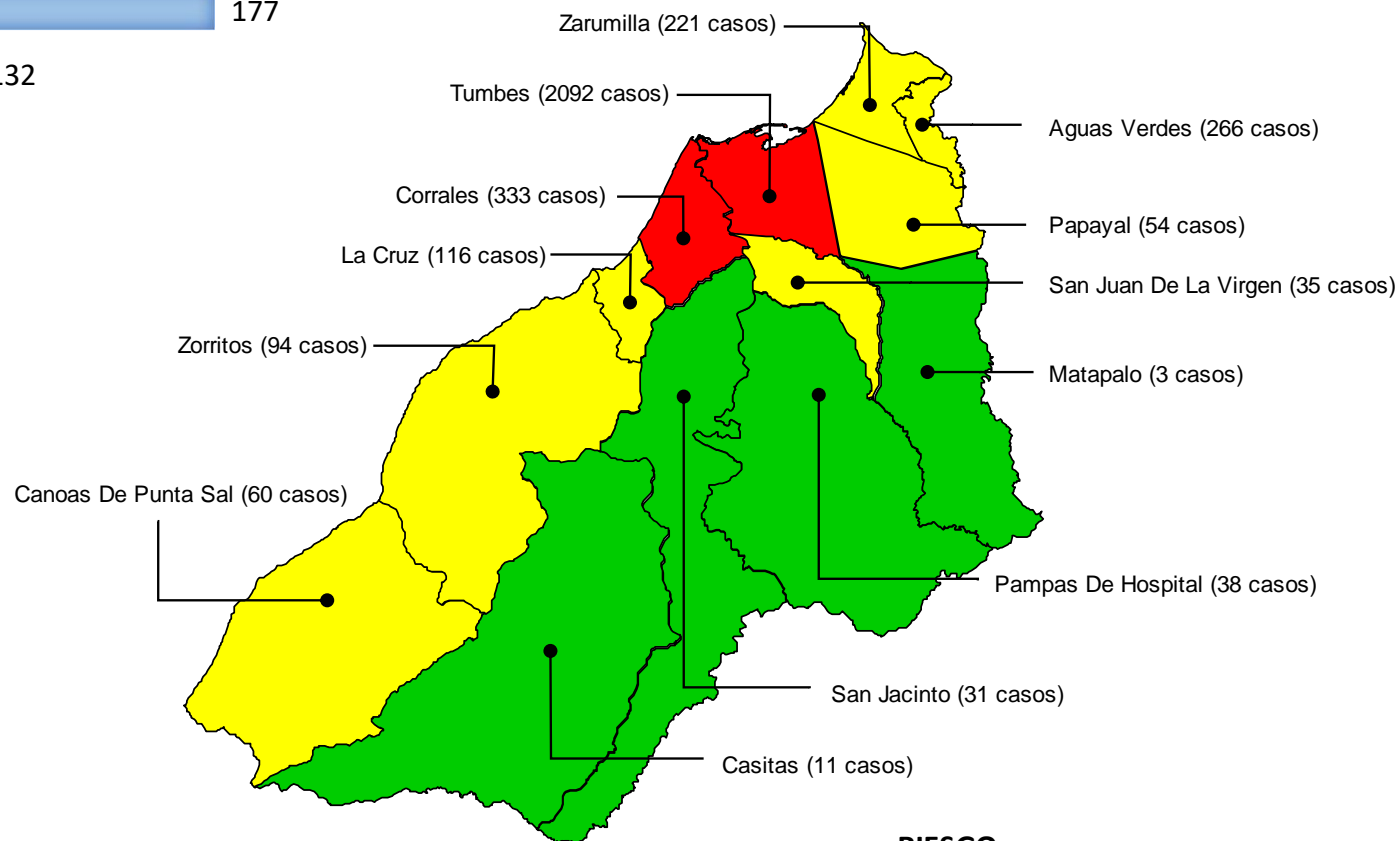 177
Zarumilla (221 casos)
132
Tumbes (2092 casos)
Aguas Verdes (266 casos)
Corrales (333 casos)
Papayal (54 casos)
La Cruz (116 casos)
San Juan De La Virgen (35 casos)
Zorritos (94 casos)
Matapalo (3 casos)
Canoas De Punta Sal (60 casos)
Pampas De Hospital (38 casos)
San Jacinto (31 casos)
Casitas (11 casos)
RIESGO